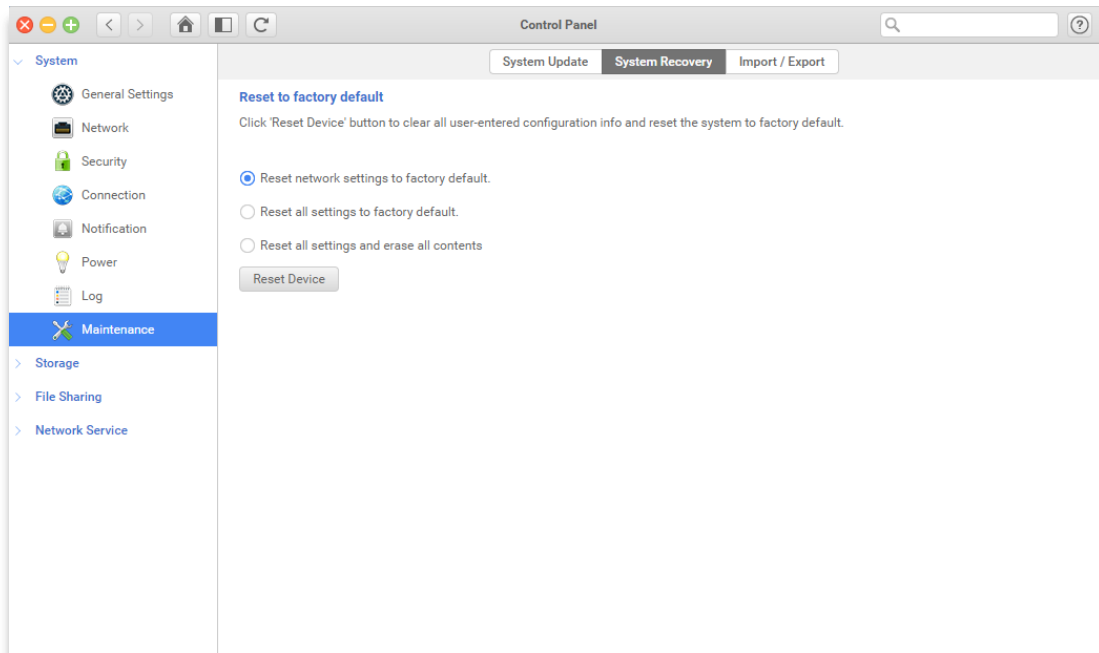 Control Panel
System
General Settings
Network
Security
Connection
Notification
Power
Log
Maintenance
Storage
File Sharing
Network Service
System Update
System Recovery
Import / Export
Reset to factory default
Click 'Reset Device' button to clear all user-entered configuration info and reset the system to factory default.
Reset network settings to factory default.
Reset all settings to factory default.
Reset all settings and erase all contents
Reset Device